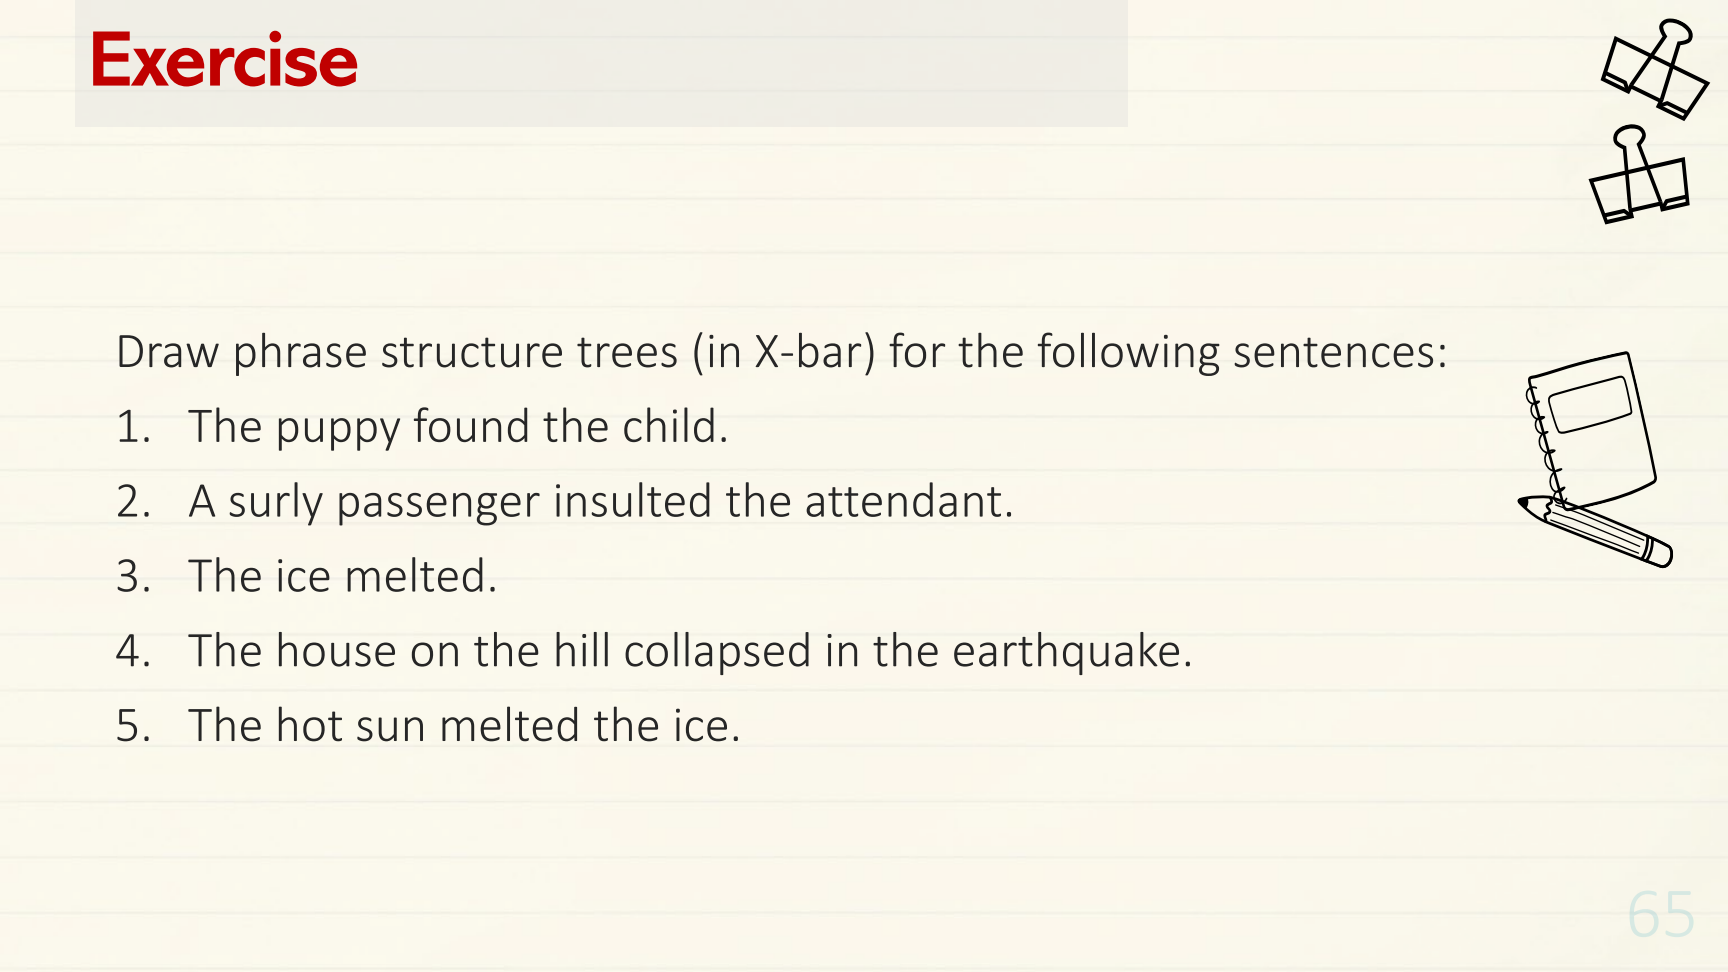 Exercise
Draw phrase structure trees (in X-bar) for the following sentences:
1. The puppy found the child.
2. A surly passenger insulted the attendant.
3. The ice melted.
4. The house on the hill collapsed in the earthquake.
5. The hot sun melted the ice.
65